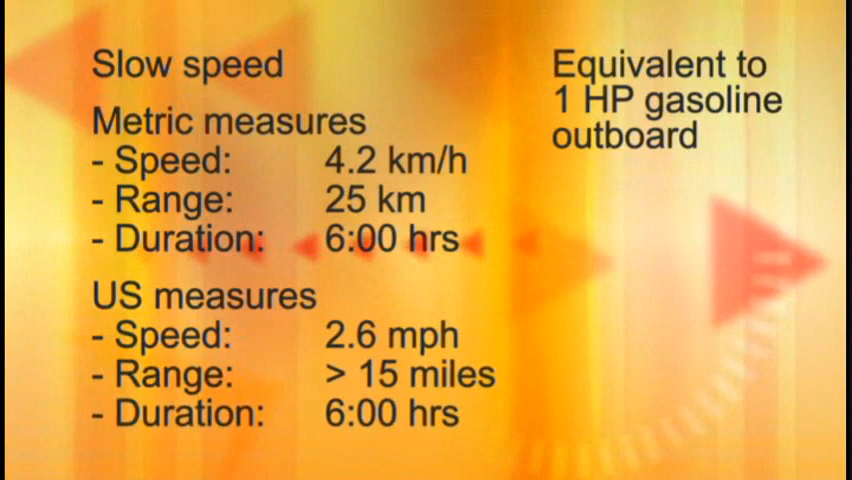 Slow speed
Metric measures
- Speed: 4.2 km/h
- Range: 25 km
- Duration: 6:00 hrs
US measures
- Speed: 2.6 mph
- Range: > 15 miles
- Duration: 6:00 hrs
Equivalent to
1 HP gasoline
outboard